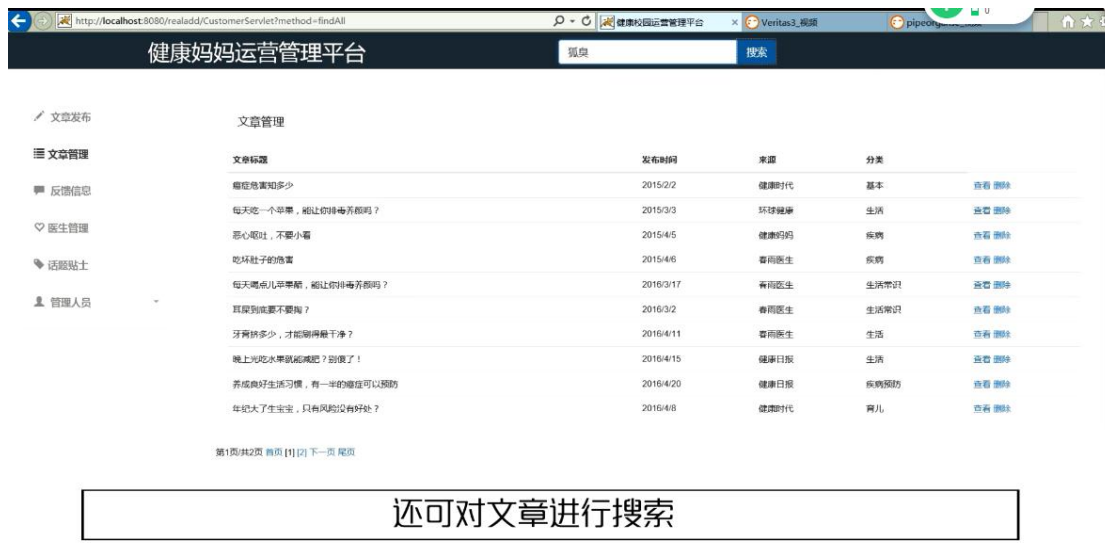 http://localhost:8080/realadd/CustomerServlet?method=findAll 健康校园运营管理平台 × Veritas3_视频
健康妈妈运营管理平台 狐臭 搜索
文章发布
文章管理
反馈信息
医生管理
话题贴士
管理人员
文章管理
文章标题 发布时间 来源 分类
癌症危害知多少 2015/2/2 健康时代 基本 查看 删除
每天吃一个苹果，能让你排毒养颜吗？ 2015/3/3 环球健康 生活 查看 删除
恶心呕吐，不要小看 2015/4/5 健康妈妈 疾病 查看 删除
吃坏肚子的危害 2015/4/6 春雨医生 疾病 查看 删除
每天喝点儿苹果醋，能让你排毒养颜吗？ 2016/3/17 春雨医生 生活常识 查看 删除
耳屎到底要不要掏？ 2016/3/2 春雨医生 生活常识 查看 删除
牙膏挤多少，才能刷得最干净？ 2016/4/11 春雨医生 生活 查看 删除
晚上光吃水果就能减肥？别傻了！ 2016/4/15 健康日报 生活 查看 删除
养成良好生活习惯，有一半的癌症可以预防 2016/4/20 健康日报 疾病预防 查看 删除
年纪大了生宝宝，只有风险没有好处？ 2016/4/8 健康时代 育儿 查看 删除
第1页/共2页 首页 [1] [2] 下一页 尾页
还可对文章进行搜索